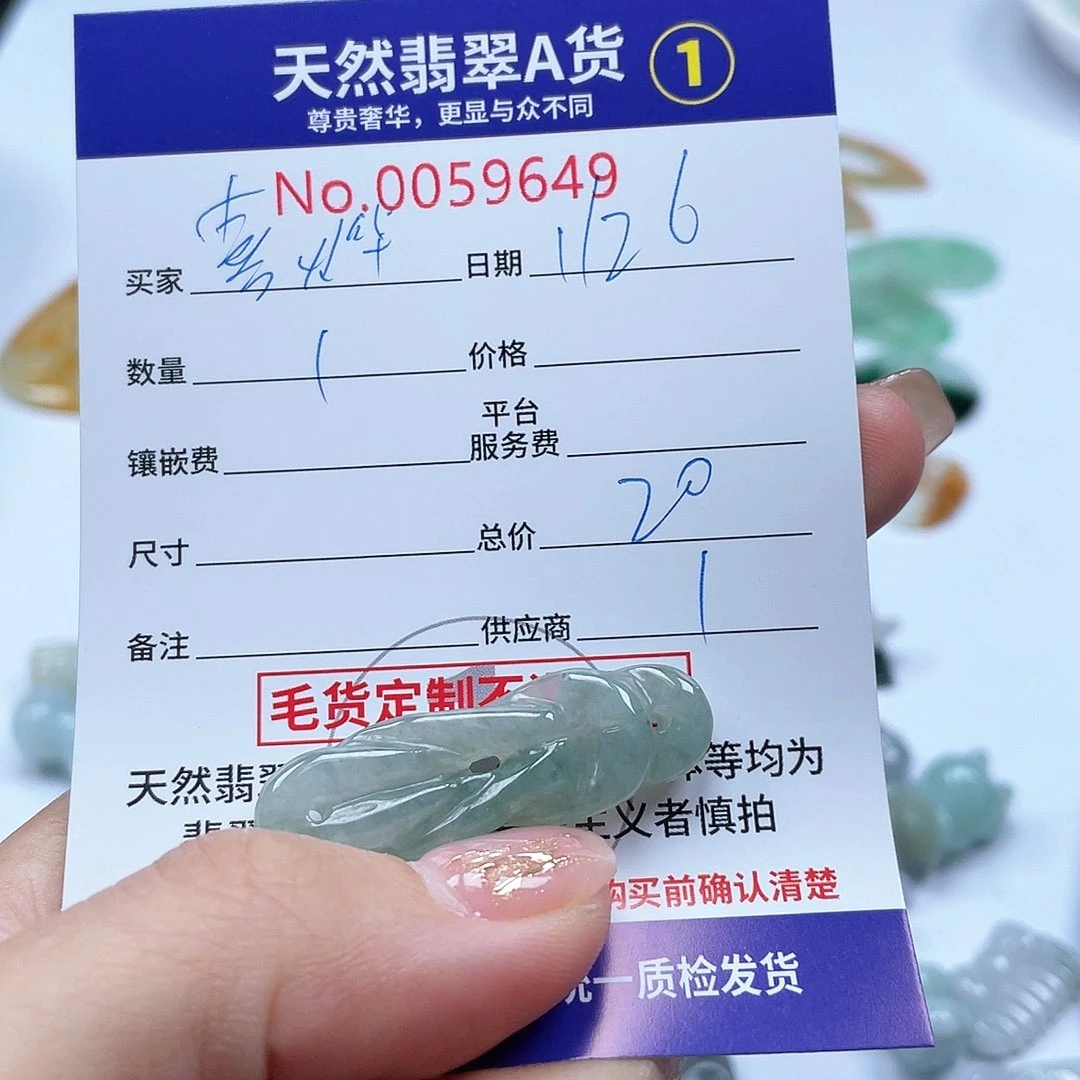 天然翡翠A货 1
尊贵奢华，更显与众不同
No.0059649
买家 日期 1126
数量 1 价格
平台
镶嵌费 服务费
尺寸 总价 20
备注 供应商 1
毛货定制不
天然翡翠 等均为
翡翠 主义者慎拍
购买前确认清楚
统一质检发货